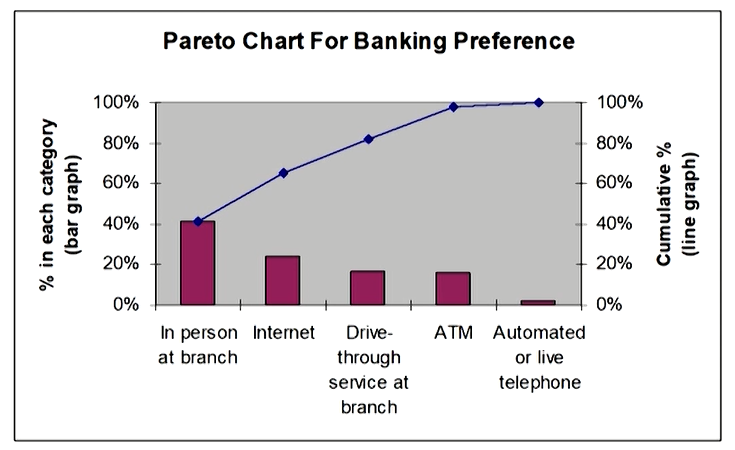 Pareto Chart For Banking Preference
% in each category
(bar graph)
100%
80%
60%
40%
20%
0%
100%
80%
60%
40%
20%
0%
Cumulative %
(line graph)
In person
at branch
Internet
Drive-
through
service at
branch
ATM
Automated
or live
telephone